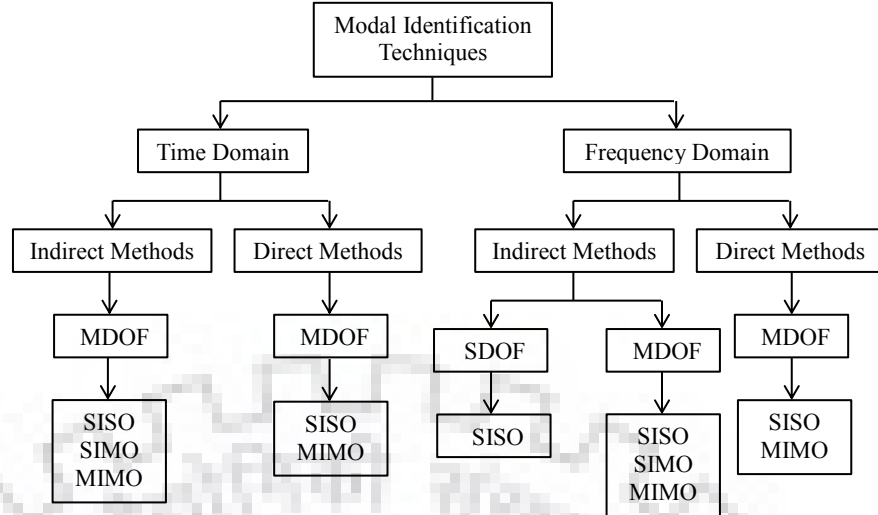 Modal Identification
Techniques
Time Domain
Frequency Domain
Indirect Methods
Direct Methods
Indirect Methods
Direct Methods
MDOF
MDOF
SDOF
MDOF
MDOF
SISO
SIMO
MIMO
SISO
MIMO
SISO
SISO
SIMO
MIMO
SISO
MIMO